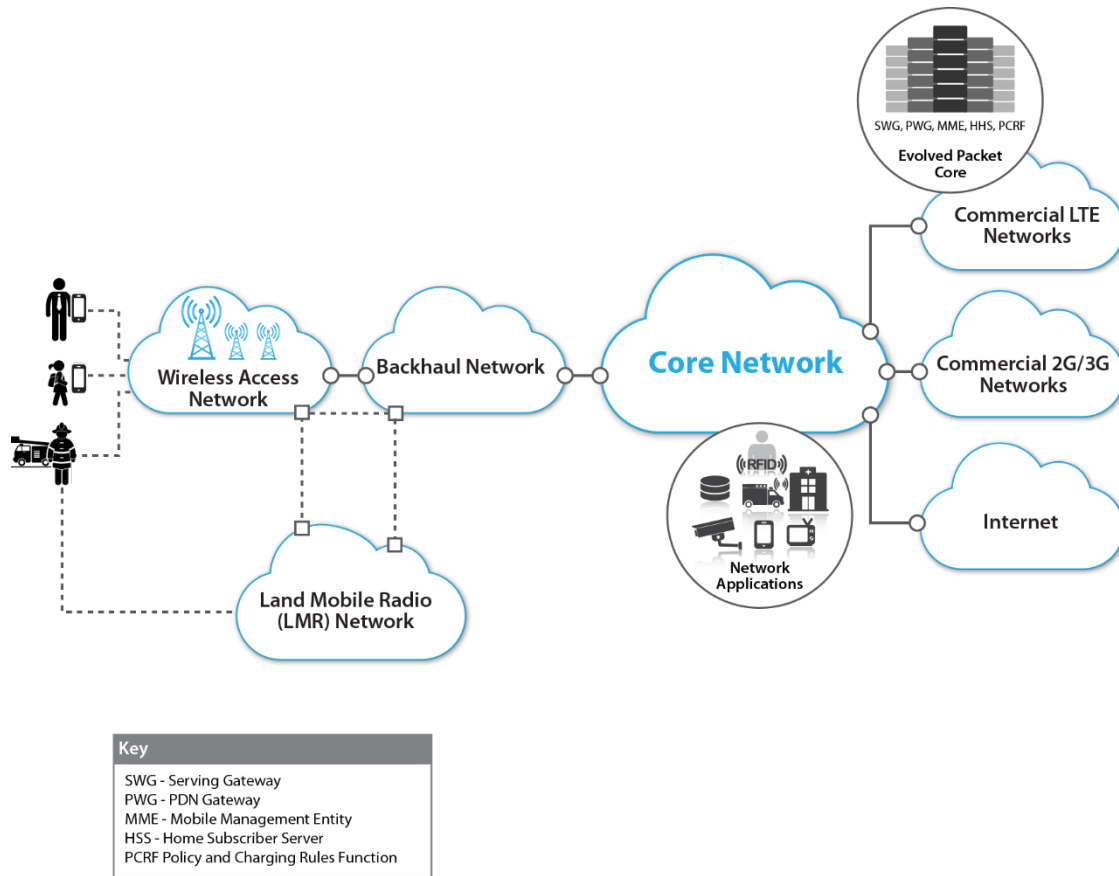 SWG, PWG, MME, HHS, PCRF
Evolved Packet
Core
Commercial LTE
Networks
Wireless Access
Network
Backhaul Network
Core Network
Commercial 2G/3G
Networks
RFID
Network
Applications
Internet
Land Mobile Radio
(LMR) Network
Key
SWG - Serving Gateway
PWG - PDN Gateway
MME - Mobile Management Entity
HSS - Home Subscriber Server
PCRF Policy and Charging Rules Function